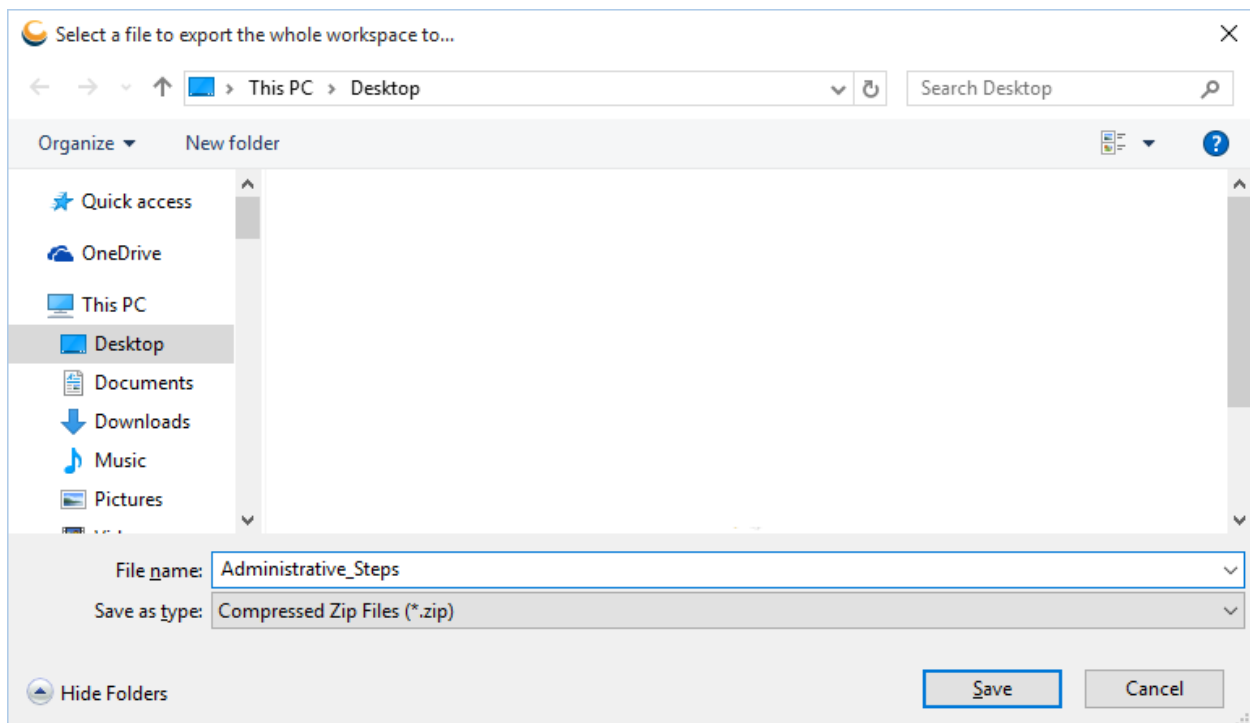 Select a file to export the whole workspace to...
This PC > Desktop
Search Desktop
Organize
New folder
Quick access
OneDrive
This PC
Desktop
Documents
Downloads
Music
Pictures
File name: Administrative_Steps
Save as type: Compressed Zip Files (*.zip)
Hide Folders
Save
Cancel